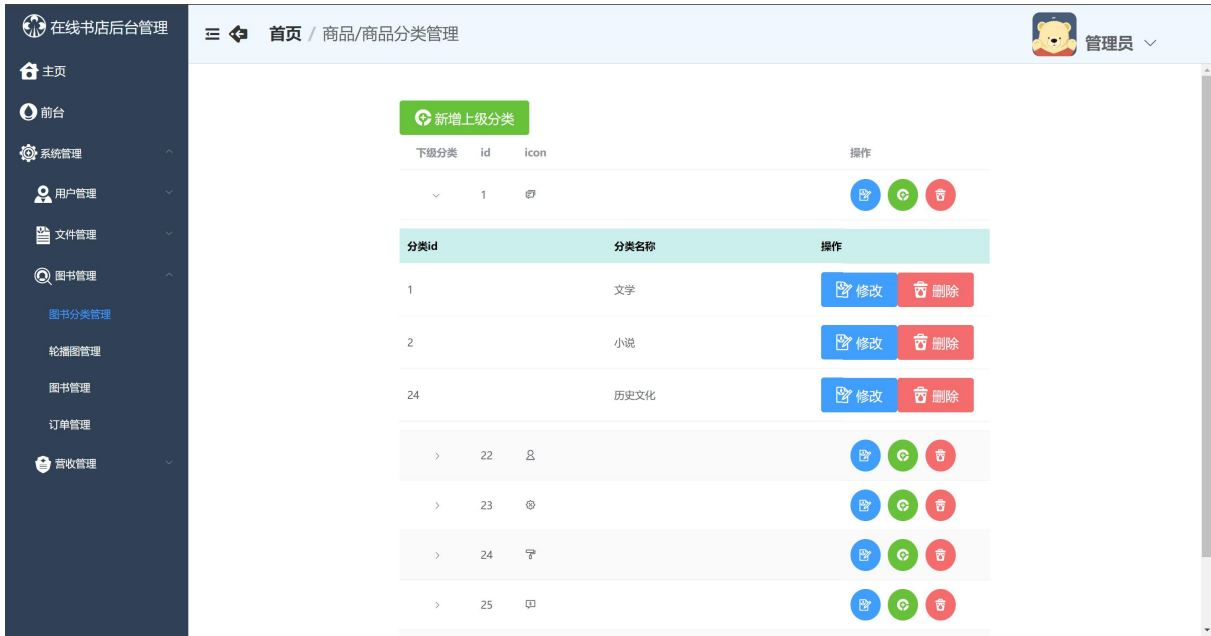 在线书店后台管理
首页 / 商品/商品分类管理
管理员
主页
前台
系统管理
用户管理
文件管理
图书管理
图书分类管理
轮播图管理
图书管理
订单管理
营收管理
新增上级分类
下级分类 id icon 操作
1
分类id 分类名称 操作
1 文学 修改 删除
2 小说 修改 删除
24 历史文化 修改 删除
22
23
24
25